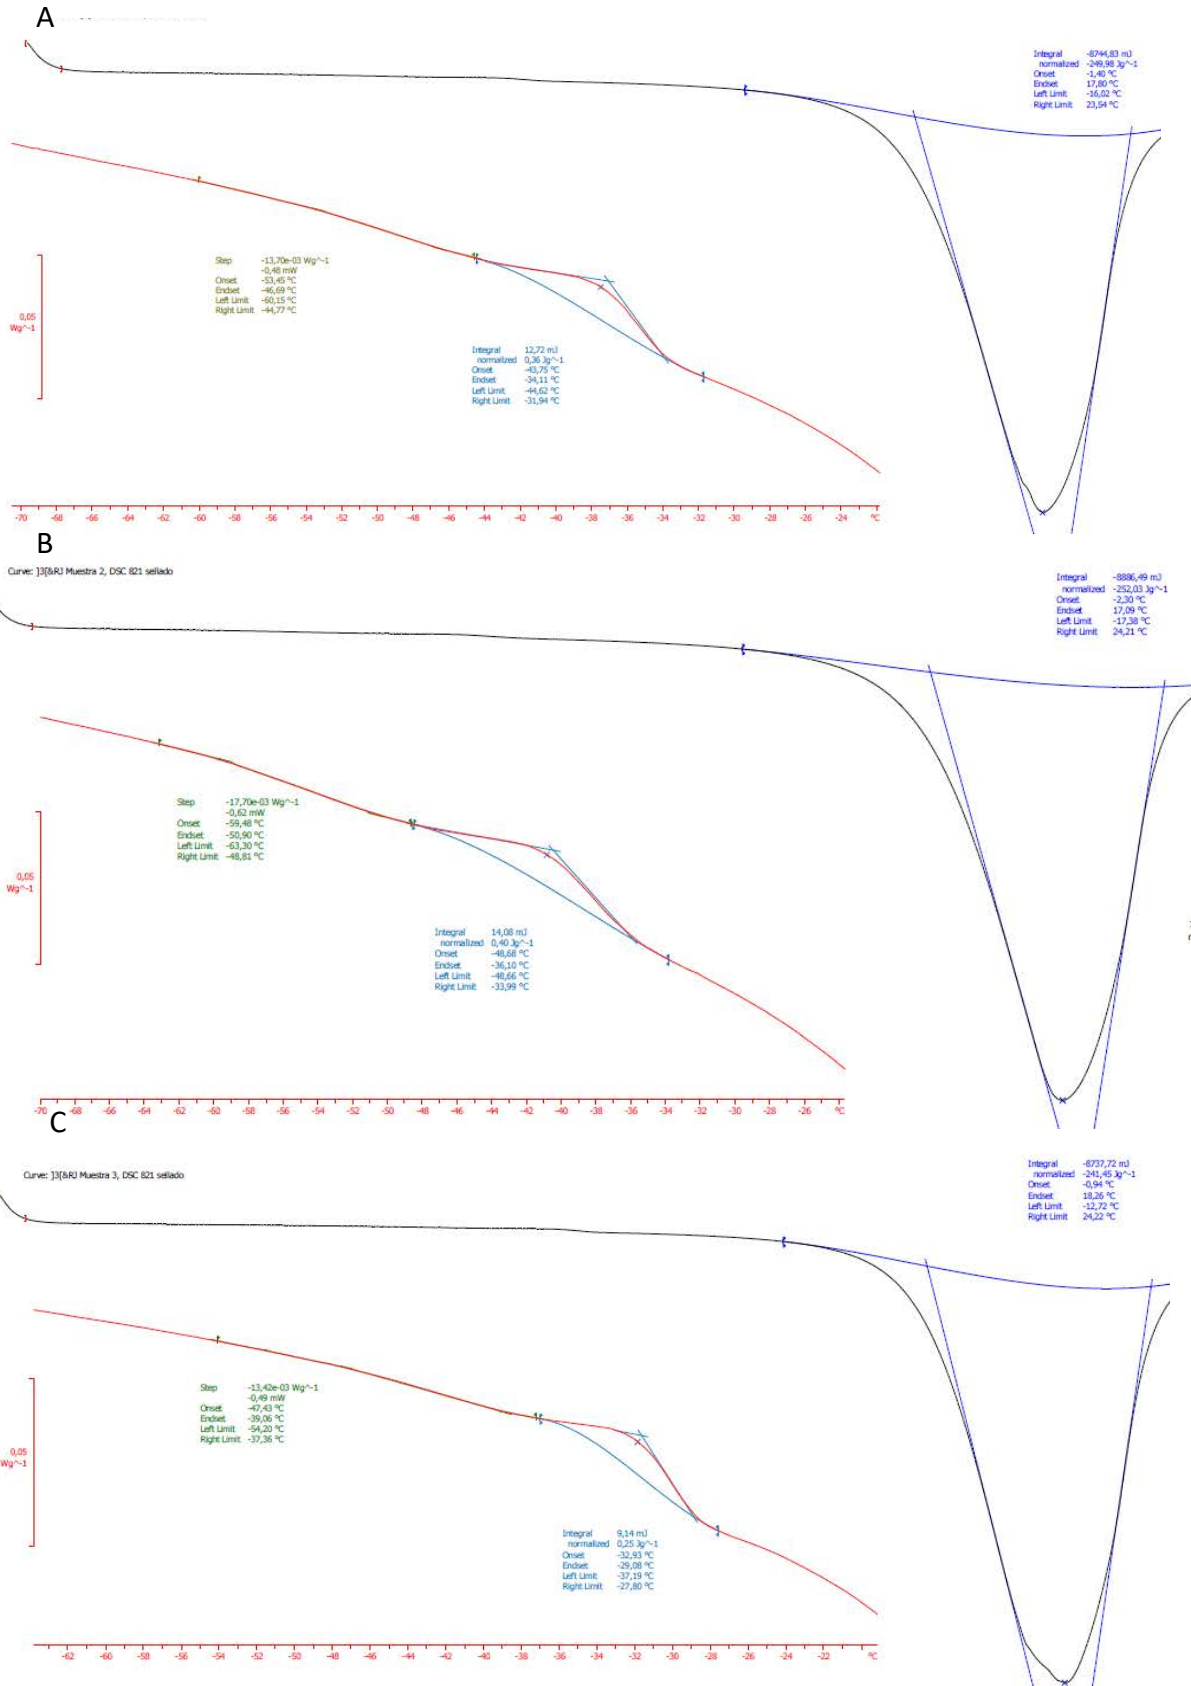 A
Integral -8744,83 mJ
normalized -249,98 Jg^-1
Onset -1,40 °C
Endset 17,80 °C
Left Limit -16,02 °C
Right Limit 23,54 °C
Step -13,70e-03 Wg^-1
-0,48 mW
Onset -53,45 °C
Endset -46,69 °C
Left Limit -60,15 °C
Right Limit -44,77 °C
0,05
Wg^-1
Integral 12,72 mJ
normalized 0,36 Jg^-1
Onset -43,75 °C
Endset -34,11 °C
Left Limit -44,62 °C
Right Limit -31,94 °C
-70 -68 -66 -64 -62 -60 -58 -56 -54 -52 -50 -48 -46 -44 -42 -40 -38 -36 -34 -32 -30 -28 -26 -24 °C
B
Curve: ]3[&RJ Muestra 2, DSC 821 sellado
Integral -8886,49 mJ
normalized -252,03 Jg^-1
Onset -2,30 °C
Endset 17,09 °C
Left Limit -17,38 °C
Right Limit 24,21 °C
Step -17,70e-03 Wg^-1
-0,62 mW
Onset -59,48 °C
Endset -50,90 °C
Left Limit -63,30 °C
Right Limit -48,81 °C
0,05
Wg^-1
Integral 14,08 mJ
normalized 0,40 Jg^-1
Onset -48,68 °C
Endset -36,10 °C
Left Limit -48,66 °C
Right Limit -33,99 °C
-70 -68 -66 -64 -62 -60 -58 -56 -54 -52 -50 -48 -46 -44 -42 -40 -38 -36 -34 -32 -30 -28 -26 °C
C
Curve: ]3[&RJ Muestra 3, DSC 821 sellado
Integral -8737,72 mJ
normalized -241,45 Jg^-1
Onset -0,94 °C
Endset 18,26 °C
Left Limit -12,72 °C
Right Limit 24,22 °C
Step -13,42e-03 Wg^-1
-0,49 mW
Onset -47,43 °C
Endset -39,06 °C
Left Limit -54,20 °C
Right Limit -37,36 °C
0,05
Wg^-1
Integral 9,14 mJ
normalized 0,25 Jg^-1
Onset -32,93 °C
Endset -29,08 °C
Left Limit -37,19 °C
Right Limit -27,80 °C
-62 -60 -58 -56 -54 -52 -50 -48 -46 -44 -42 -40 -38 -36 -34 -32 -30 -28 -26 -24 -22 °C